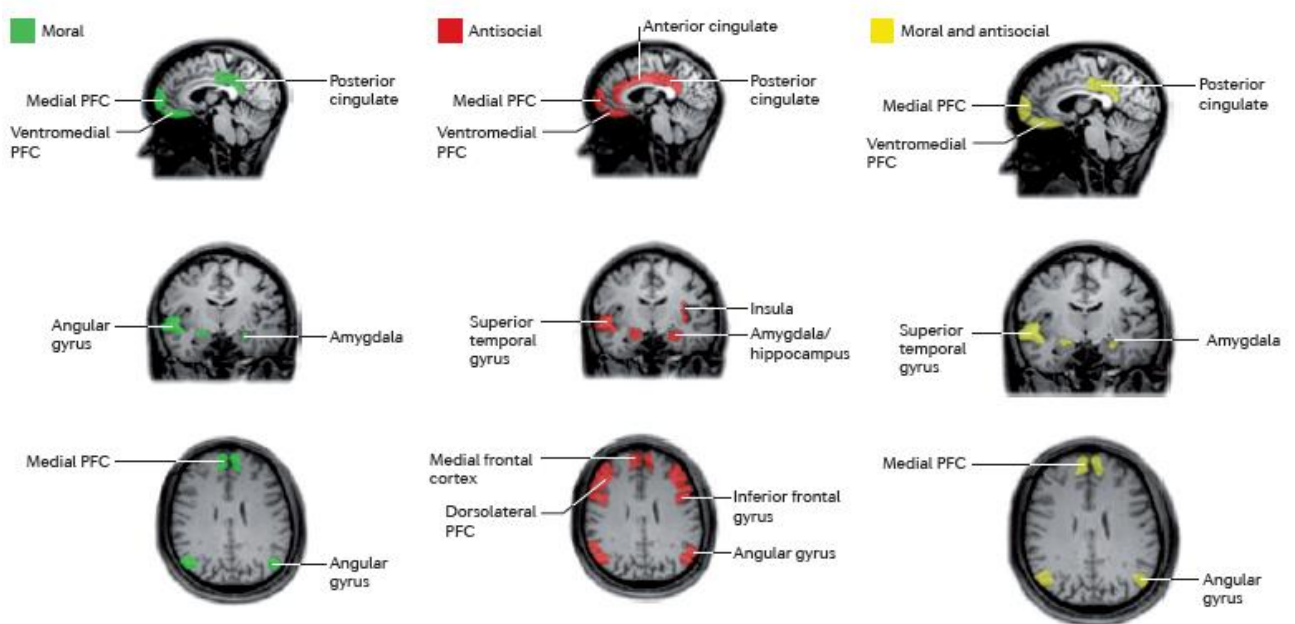 Moral
Medial PFC
Ventromedial
PFC
Posterior
cingulate
Angular
gyrus
Amygdala
Medial PFC
Angular
gyrus
Antisocial
Anterior cingulate
Medial PFC
Ventromedial
PFC
Posterior
cingulate
Superior
temporal
gyrus
Insula
Amygdala/
hippocampus
Medial frontal
cortex
Dorsolateral
PFC
Inferior frontal
gyrus
Angular gyrus
Moral and antisocial
Medial PFC
Ventromedial
PFC
Posterior
cingulate
Superior
temporal
gyrus
Amygdala
Medial PFC
Angular
gyrus